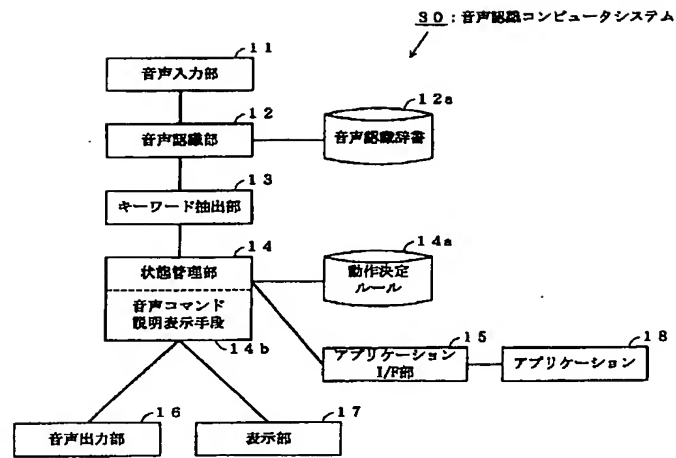 30:音声認識コンピュータシステム
11
音声入力部
12
音声認識部
12a
音声認識辞書
13
キーワード抽出部
14
状態管理部
14a
動作決定
ルール
音声コマンド
説明表示手段
14b
15
アプリケーション
I/F部
18
アプリケーション
16
音声出力部
17
表示部